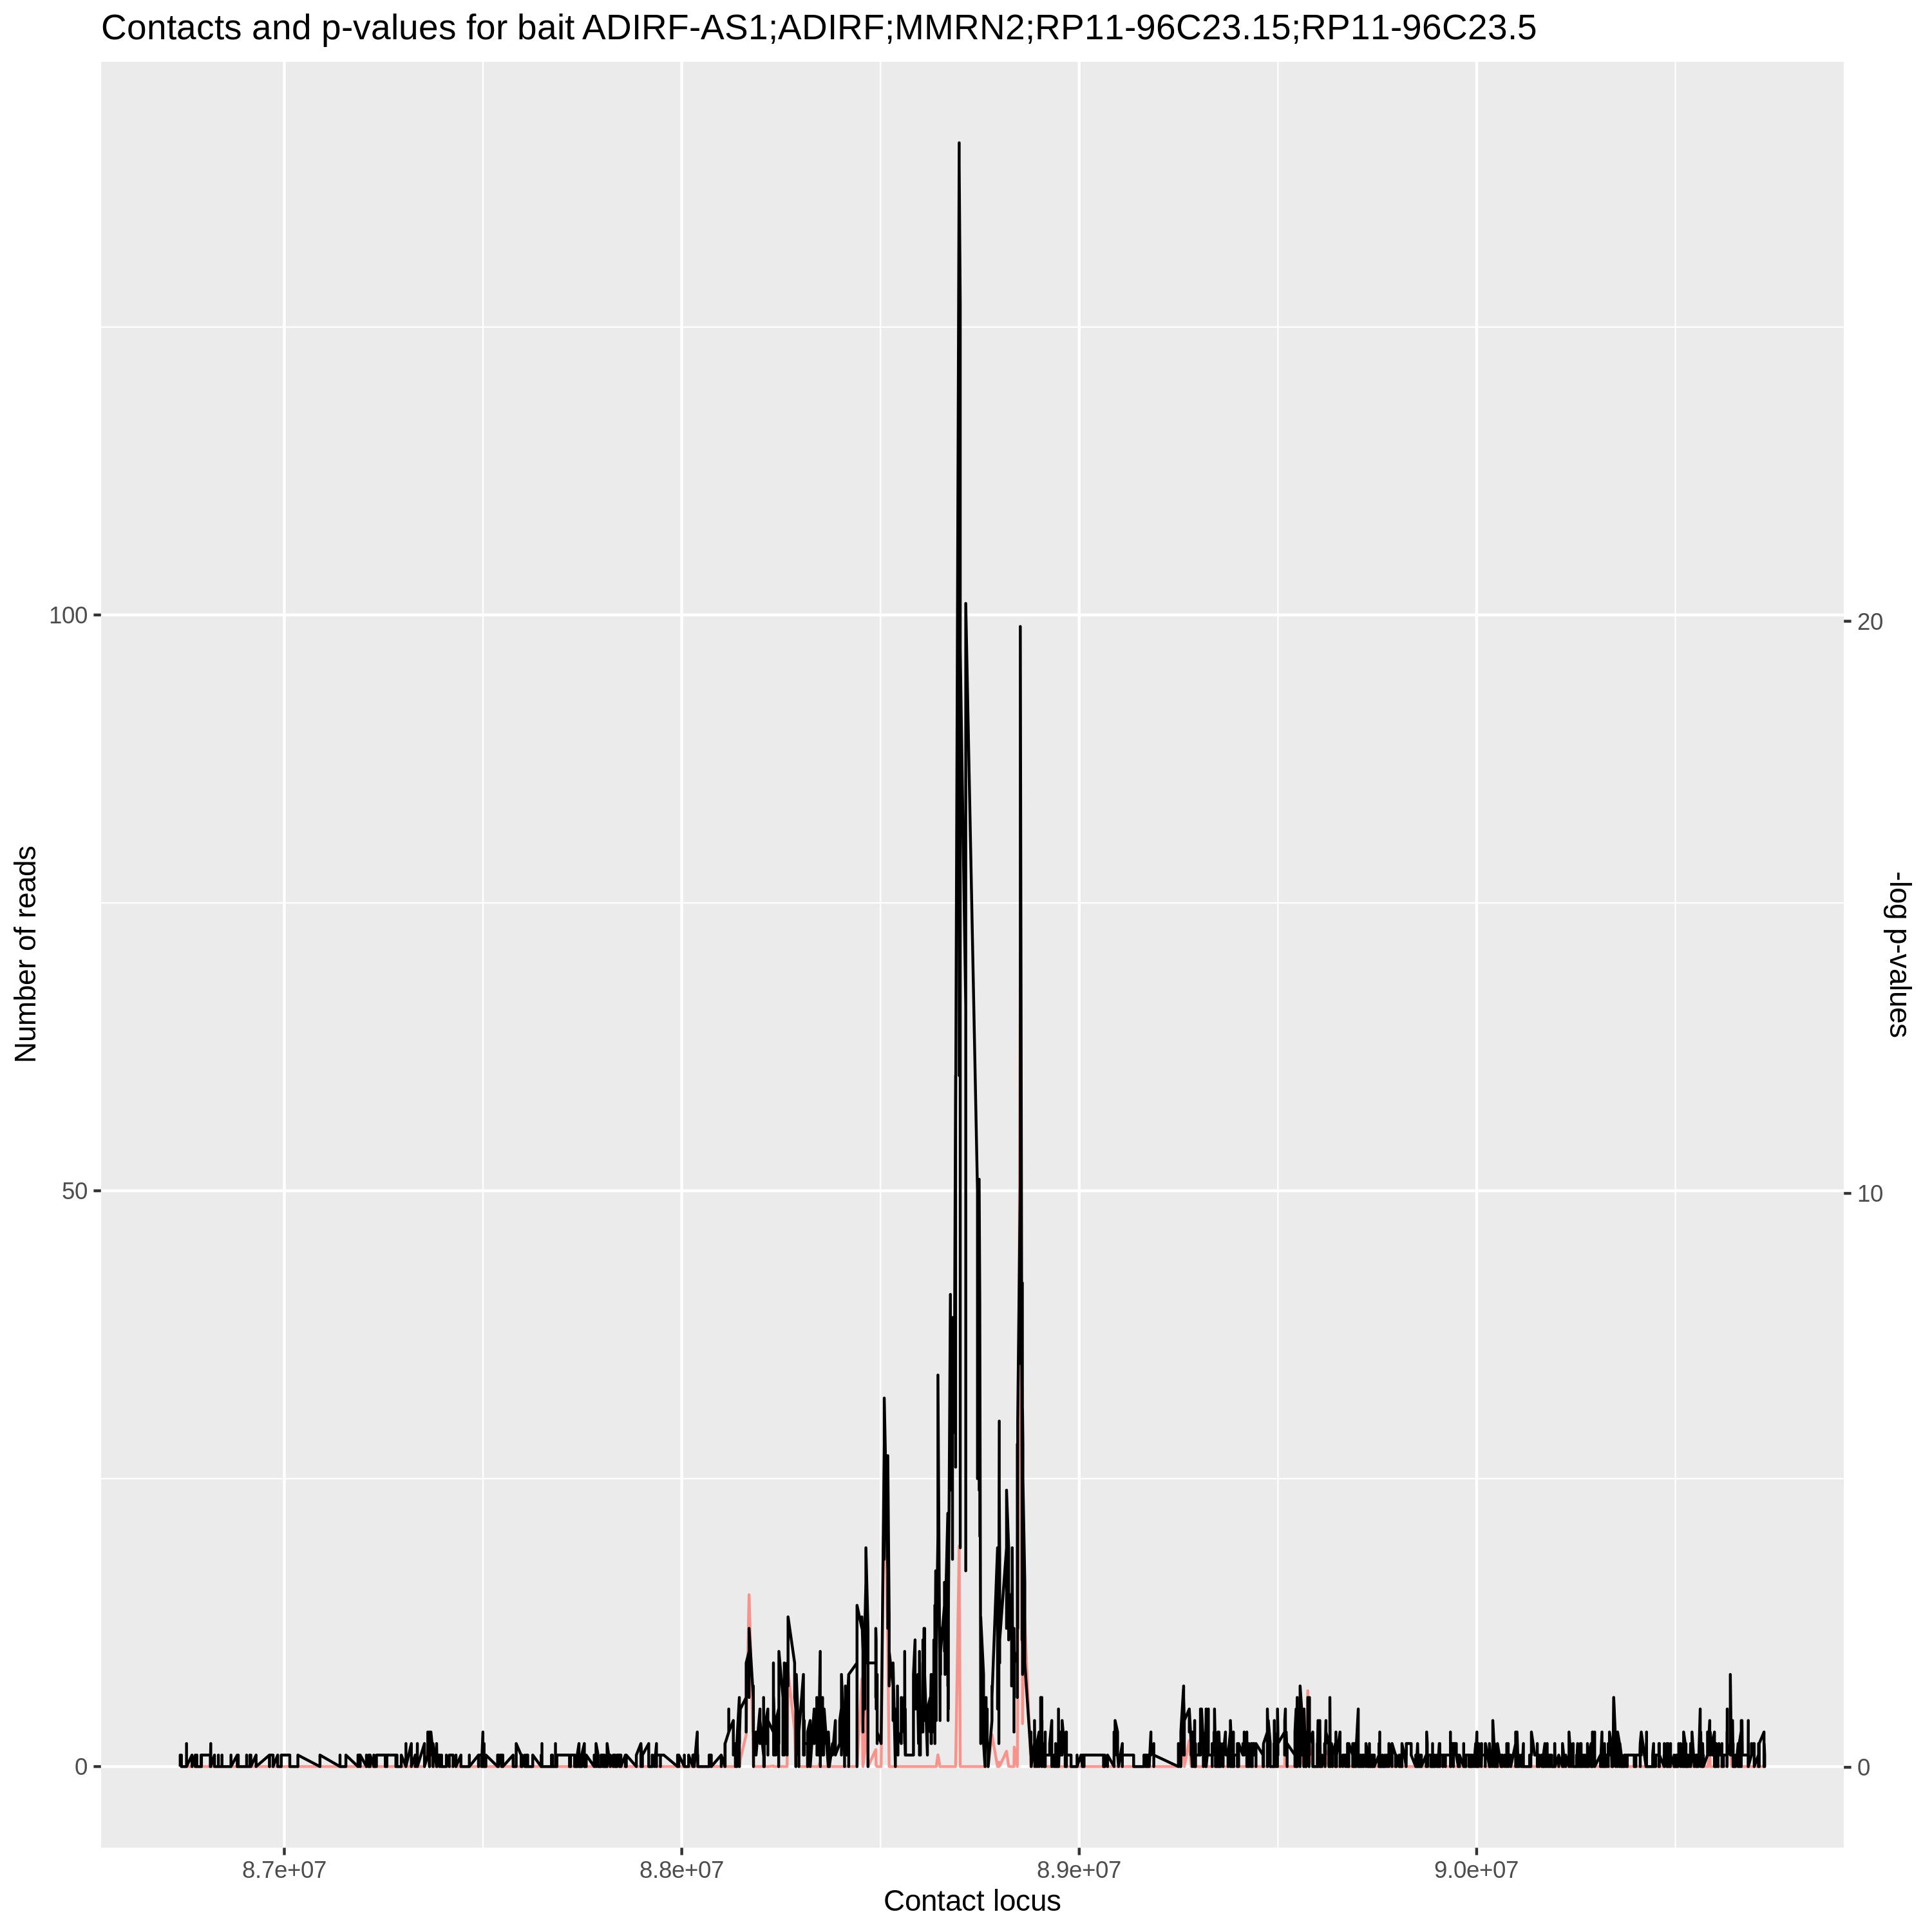 Contacts and p-values for bait ADIRF-AS1;ADIRF;MMRN2;RP11-96C23.15;RP11-96C23.5
100
50
0
Number of reads
20
10
0
-log p-values
8.7e+07
8.8e+07
8.9e+07
9.0e+07
Contact locus